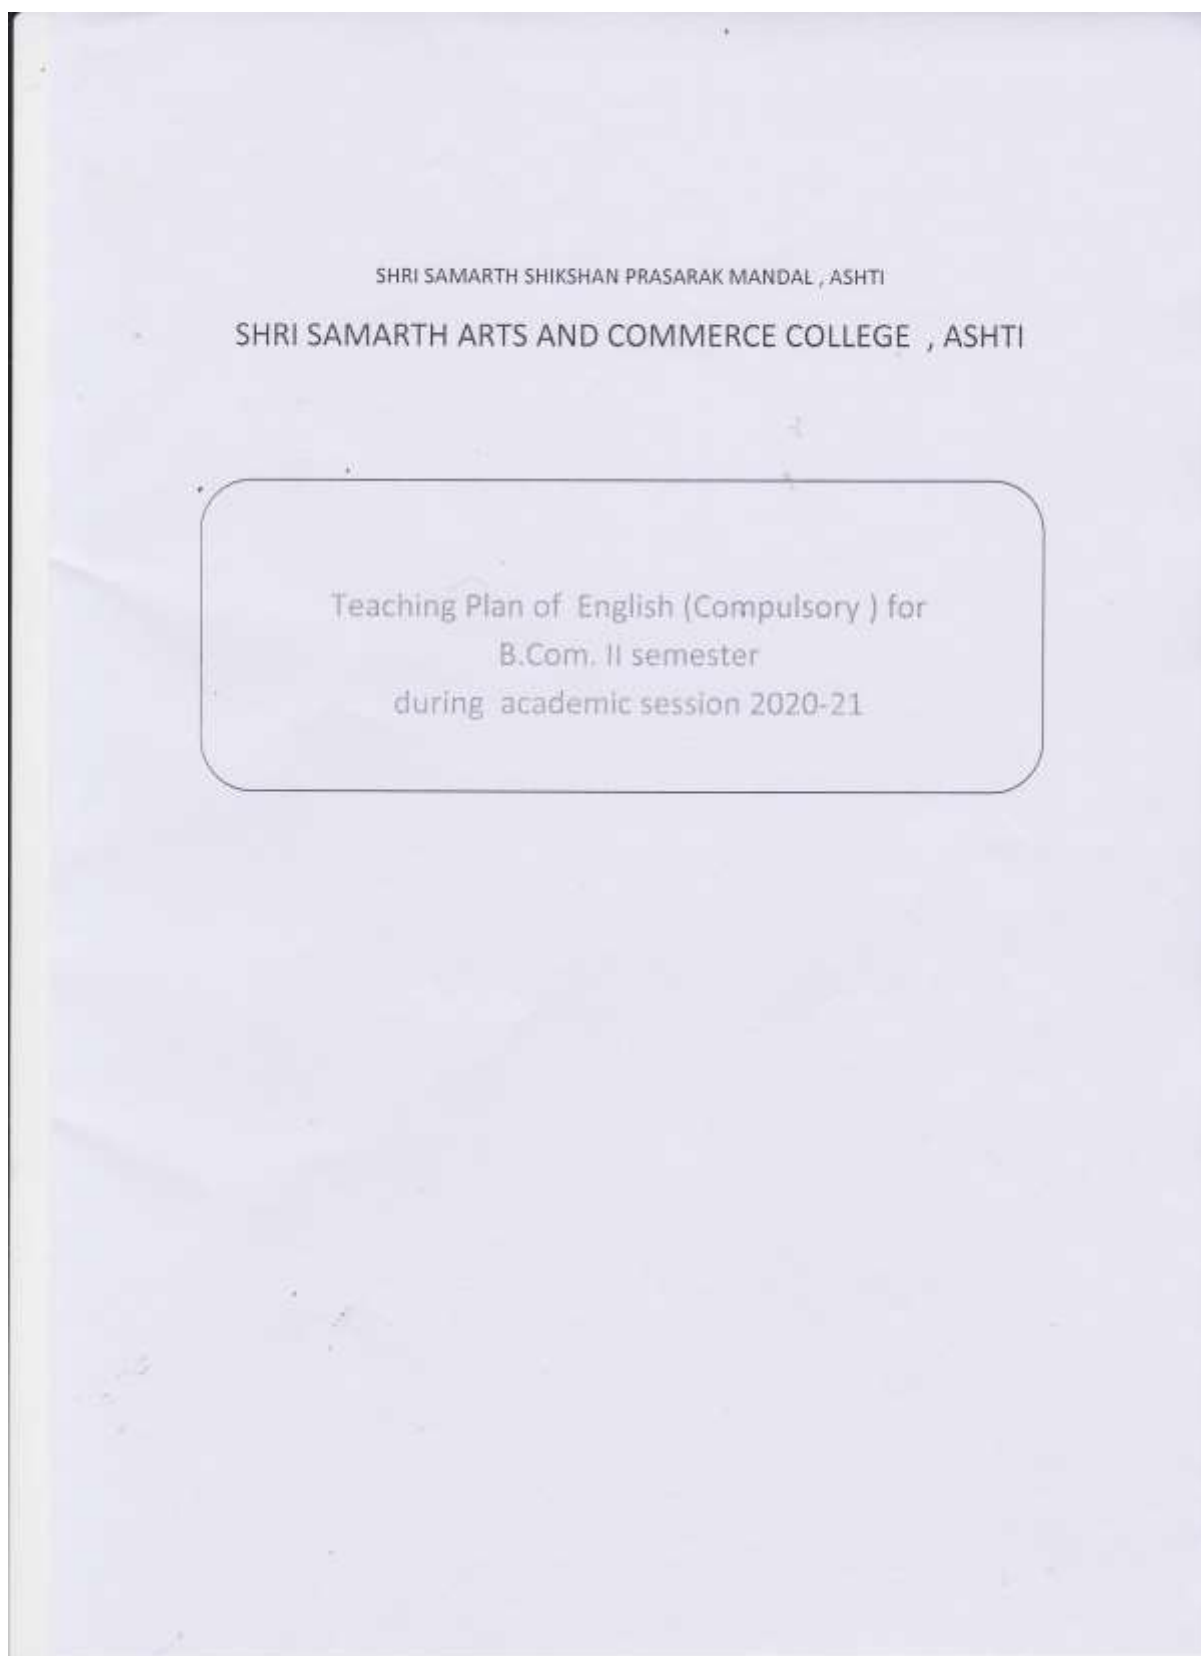 SHRI SAMARTH SHIKSHAN PRASARAK MANDAL , ASHTI
SHRI SAMARTH ARTS AND COMMERCE COLLEGE , ASHTI
Teaching Plan of English (Compulsory ) for
B.Com. II semester
during academic session 2020-21